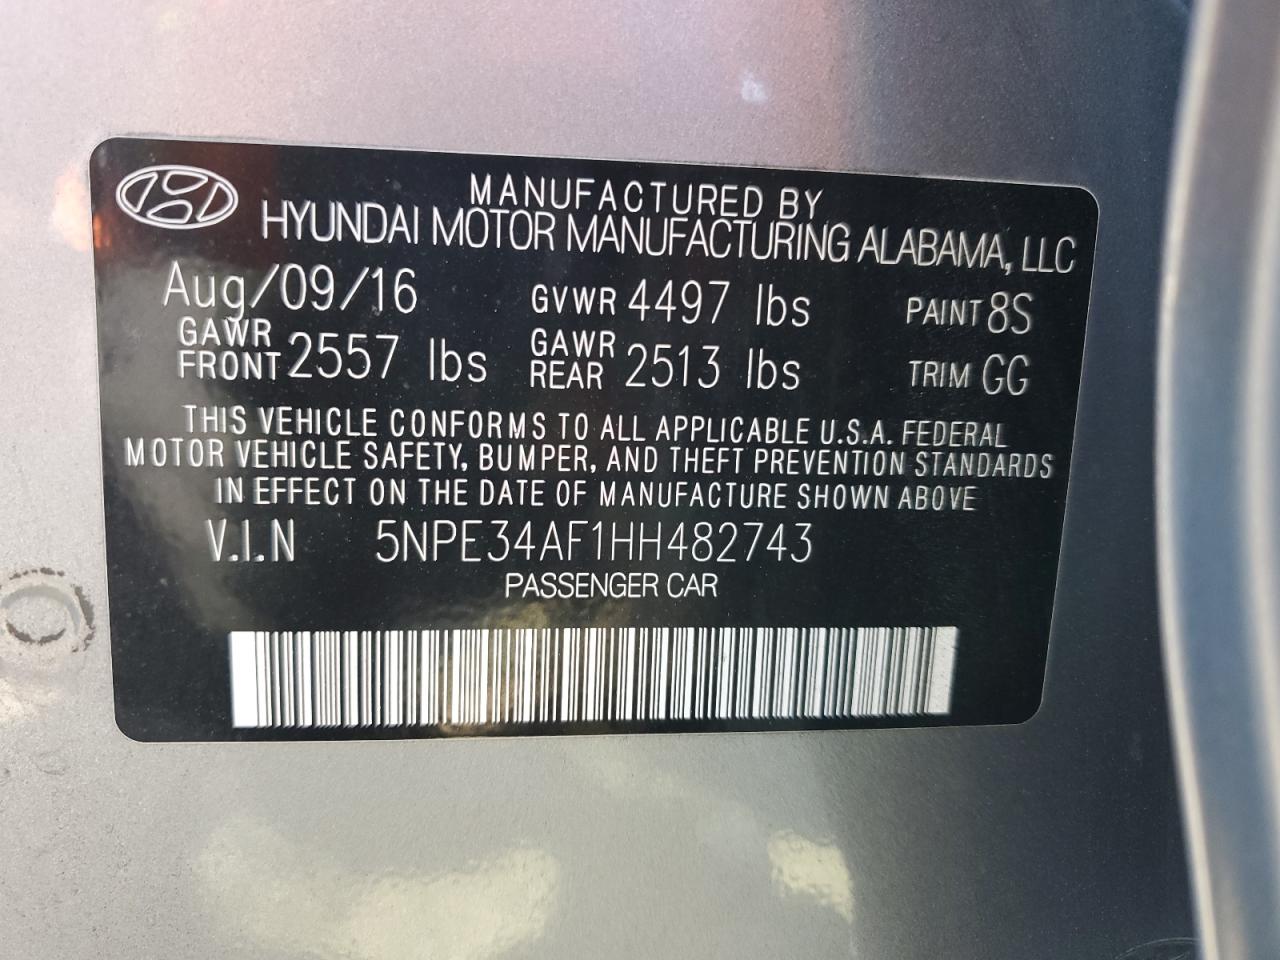 MANUFACTURED BY
HYUNDAI MOTOR MANUFACTURING ALABAMA, LLC
Aug/09/16 GVWR 4497 lbs PAINT 8S
GAWR FRONT 2557 lbs GAWR REAR 2513 lbs TRIM GG
THIS VEHICLE CONFORMS TO ALL APPLICABLE U.S.A. FEDERAL
MOTOR VEHICLE SAFETY, BUMPER, AND THEFT PREVENTION STANDARDS
IN EFFECT ON THE DATE OF MANUFACTURE SHOWN ABOVE
V.I.N 5NPE34AF1HH482743
PASSENGER CAR